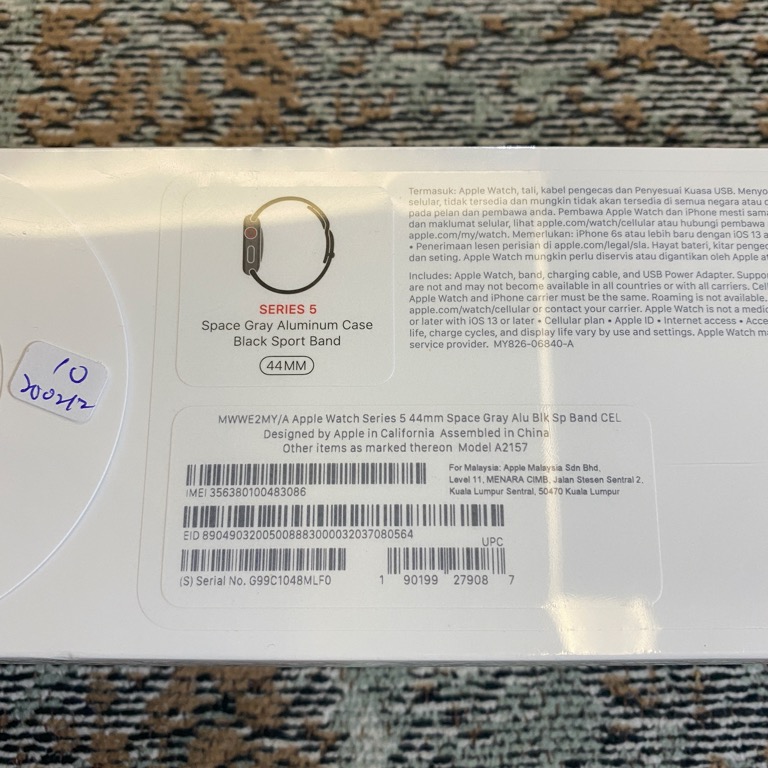 10
200212
SERIES 5
Space Gray Aluminum Case
Black Sport Band
44MM
Termasuk: Apple Watch, tali, kabel pengecas dan Penyesuai Kuasa USB. Menyo
selular, tidak tersedia dan mungkin tidak akan tersedia di semua negara atau
pada pelan dan pembawa anda. Pembawa Apple Watch dan iPhone mesti sama
dan maklumat selular, lihat apple.com/watch/cellular atau hubungi pembawa
apple.com/my/watch. Memerlukan: iPhone 6s atau lebih baru dengan iOS 13 a
• Penerimaan lesen perisian di apple.com/legal/sla. Hayat bateri, kitar penge
dan seting. Apple Watch mungkin perlu diservis atau digantikan oleh Apple at
Includes: Apple Watch, band, charging cable, and USB Power Adapter. Suppo
are not and may not become available in all countries or with all carriers. Cel
Apple Watch and iPhone carrier must be the same. Roaming is not available.
apple.com/watch/cellular or contact your carrier. Apple Watch is not a medic
or later with iOS 13 or later • Cellular plan • Apple ID • Internet access • Acce
life, charge cycles, and display life vary by use and settings. Apple Watch ma
service provider. MY826-06840-A
MWWE2MY/A Apple Watch Series 5 44mm Space Gray Alu Blk Sp Band CEL
Designed by Apple in California Assembled in China
Other items as marked thereon Model A2157
IMEI 356380100483086
For Malaysia: Apple Malaysia Sdn Bhd,
Level 11, MENARA CIMB, Jalan Stesen Sentral 2,
Kuala Lumpur Sentral, 50470 Kuala Lumpur
EID 89049032005008883000032037080564
(S) Serial No. G99C1048MLF0
UPC
1 90199 27908 7